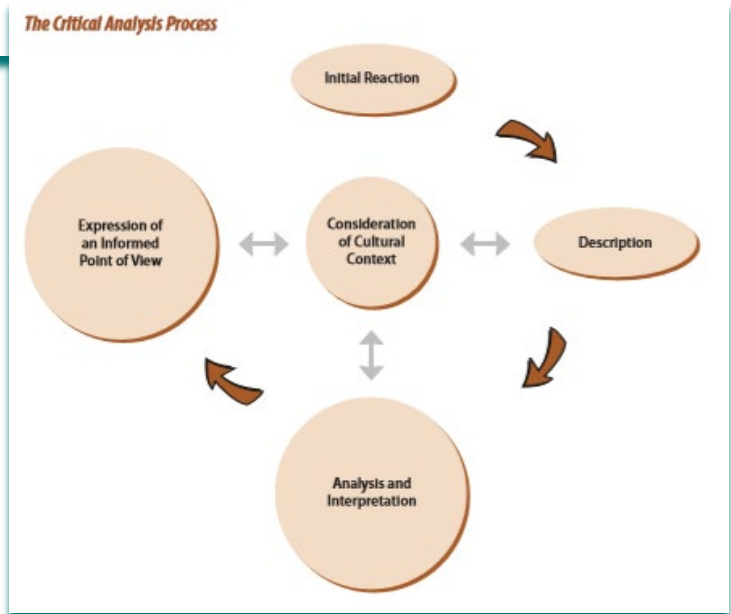 The Critical Analysis Process
Initial Reaction
Expression of
an Informed
Point of View
Consideration
of Cultural
Context
Description
Analysis and
Interpretation